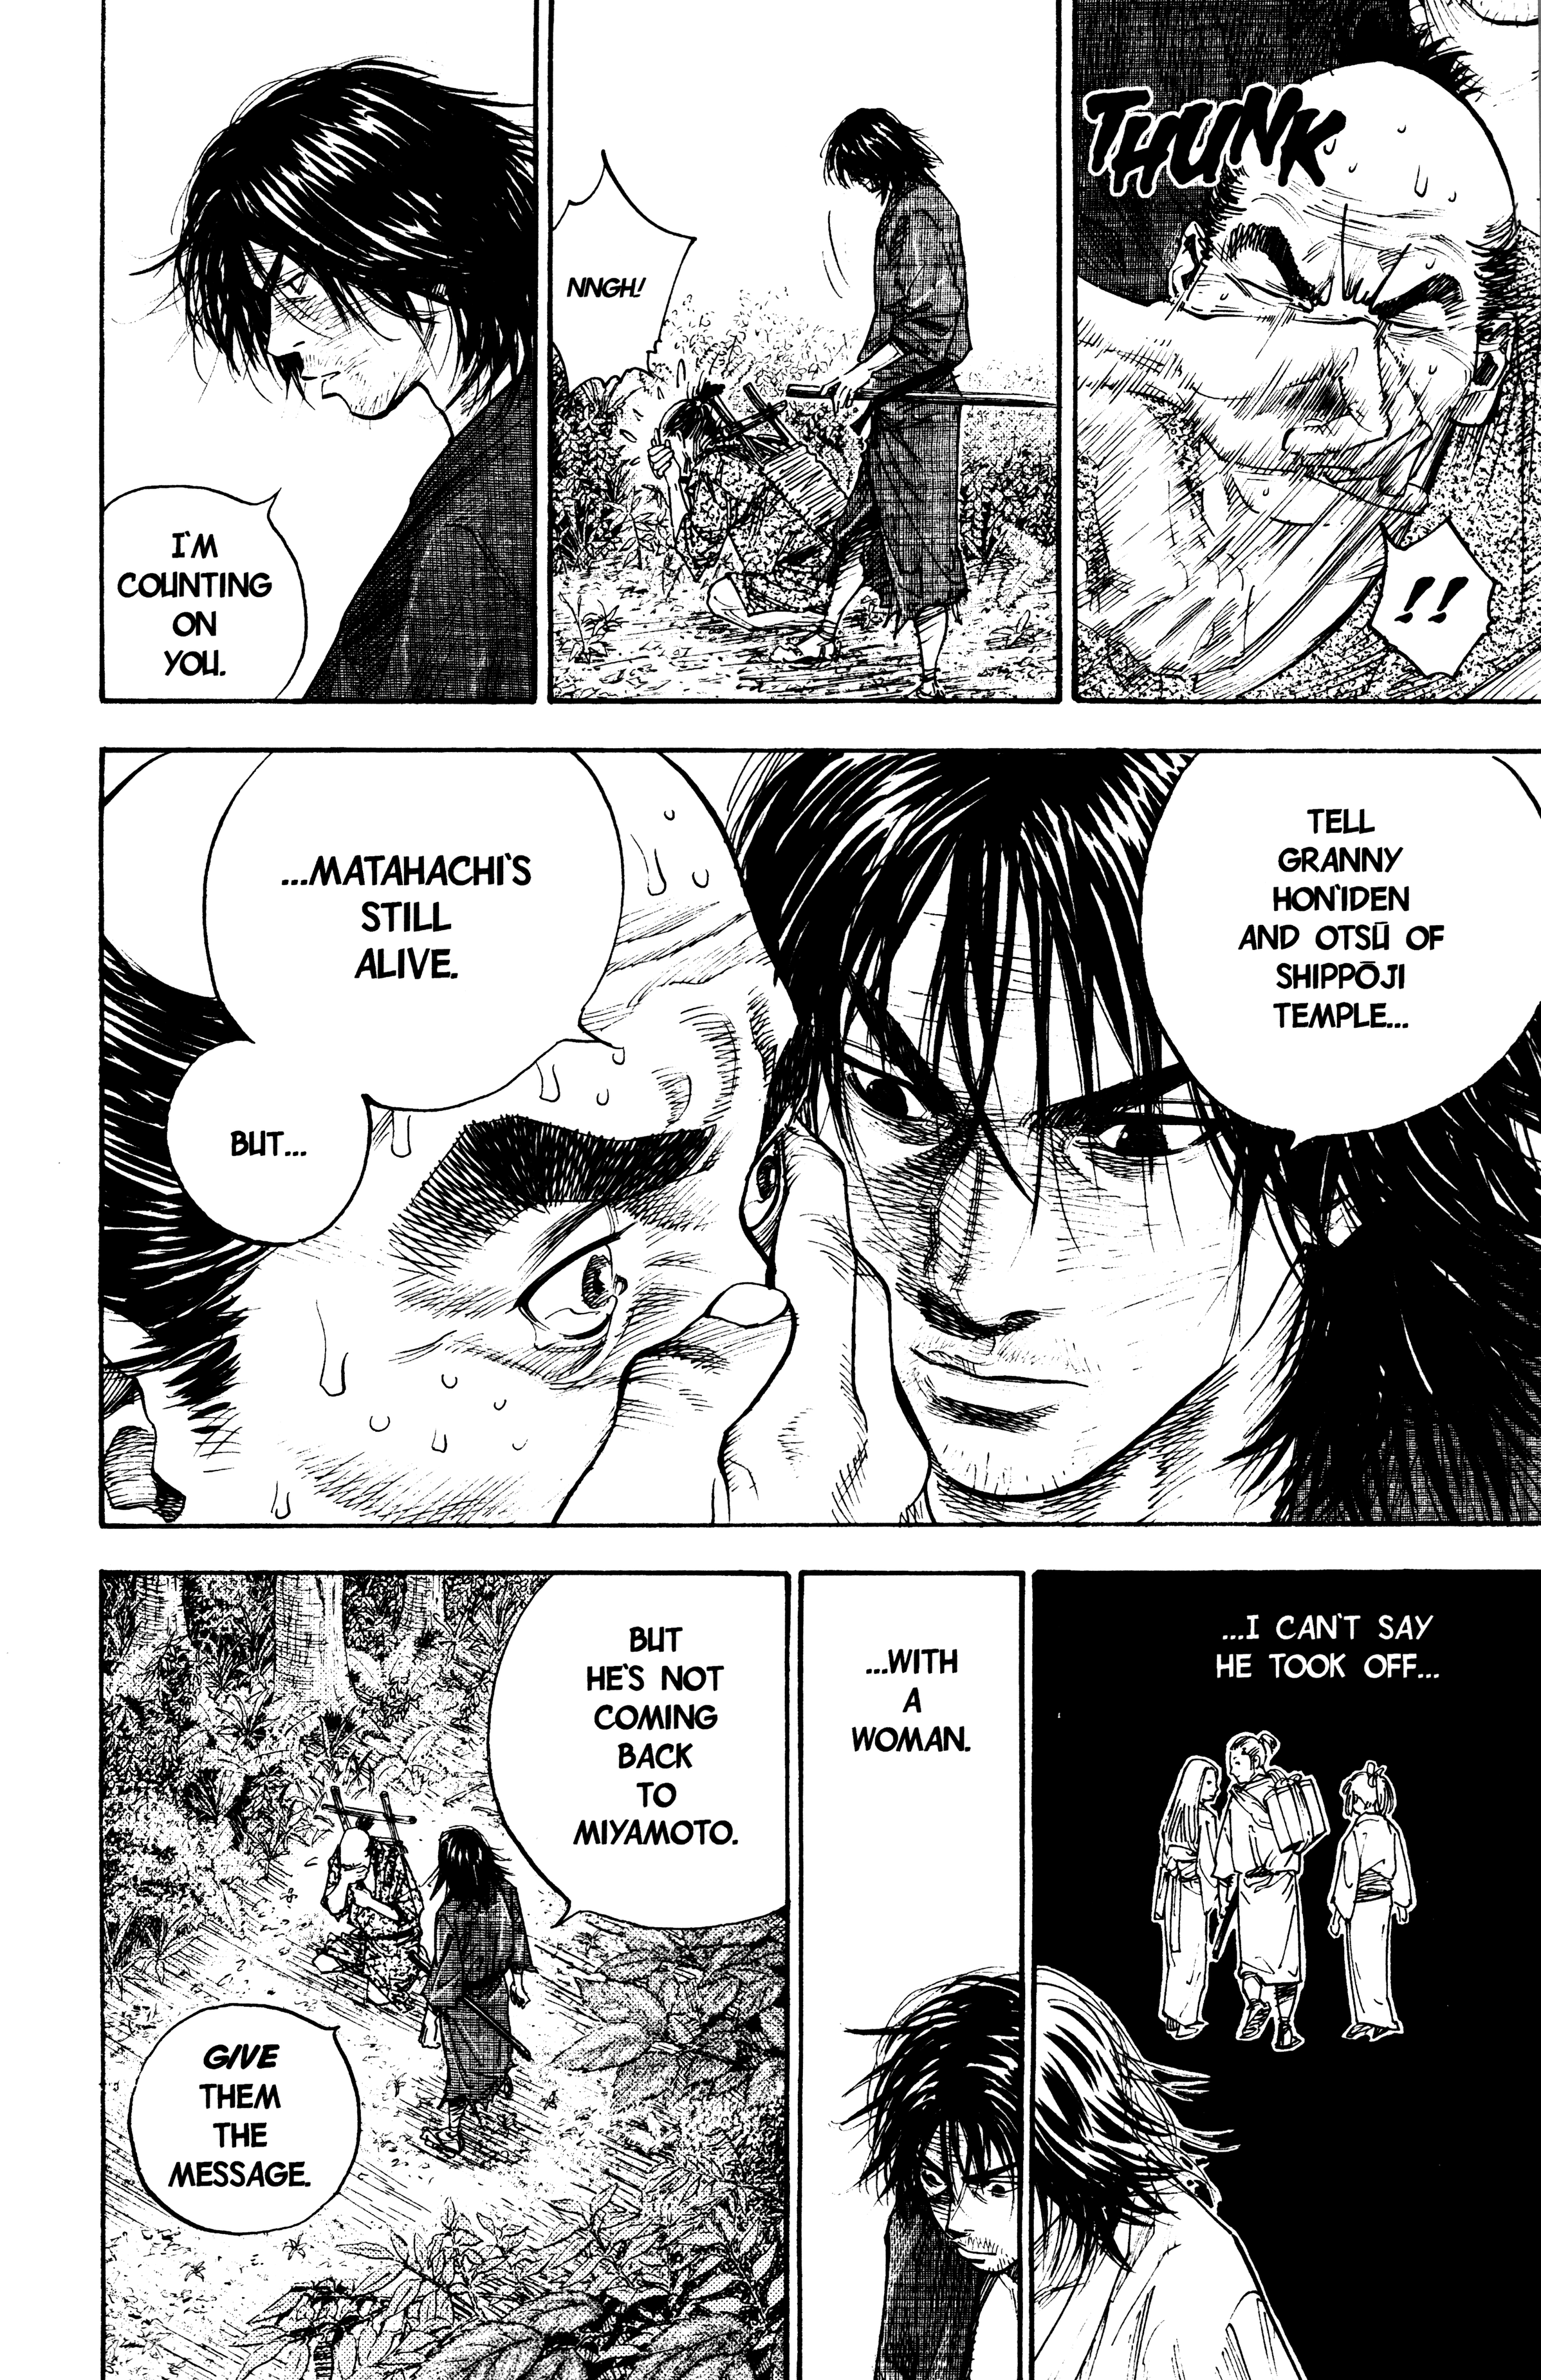 THUNK
!!
NNGH!
I'M
COUNTING
ON
YOU.
TELL
GRANNY
HON'IDEN
AND OTSŪ OF
SHIPPŌJI
TEMPLE...
...MATAHACHI'S
STILL
ALIVE.
BUT...
...I CAN'T SAY
HE TOOK OFF...
...WITH
A
WOMAN.
BUT
HE'S NOT
COMING
BACK
TO
MIYAMOTO.
GIVE
THEM
THE
MESSAGE.